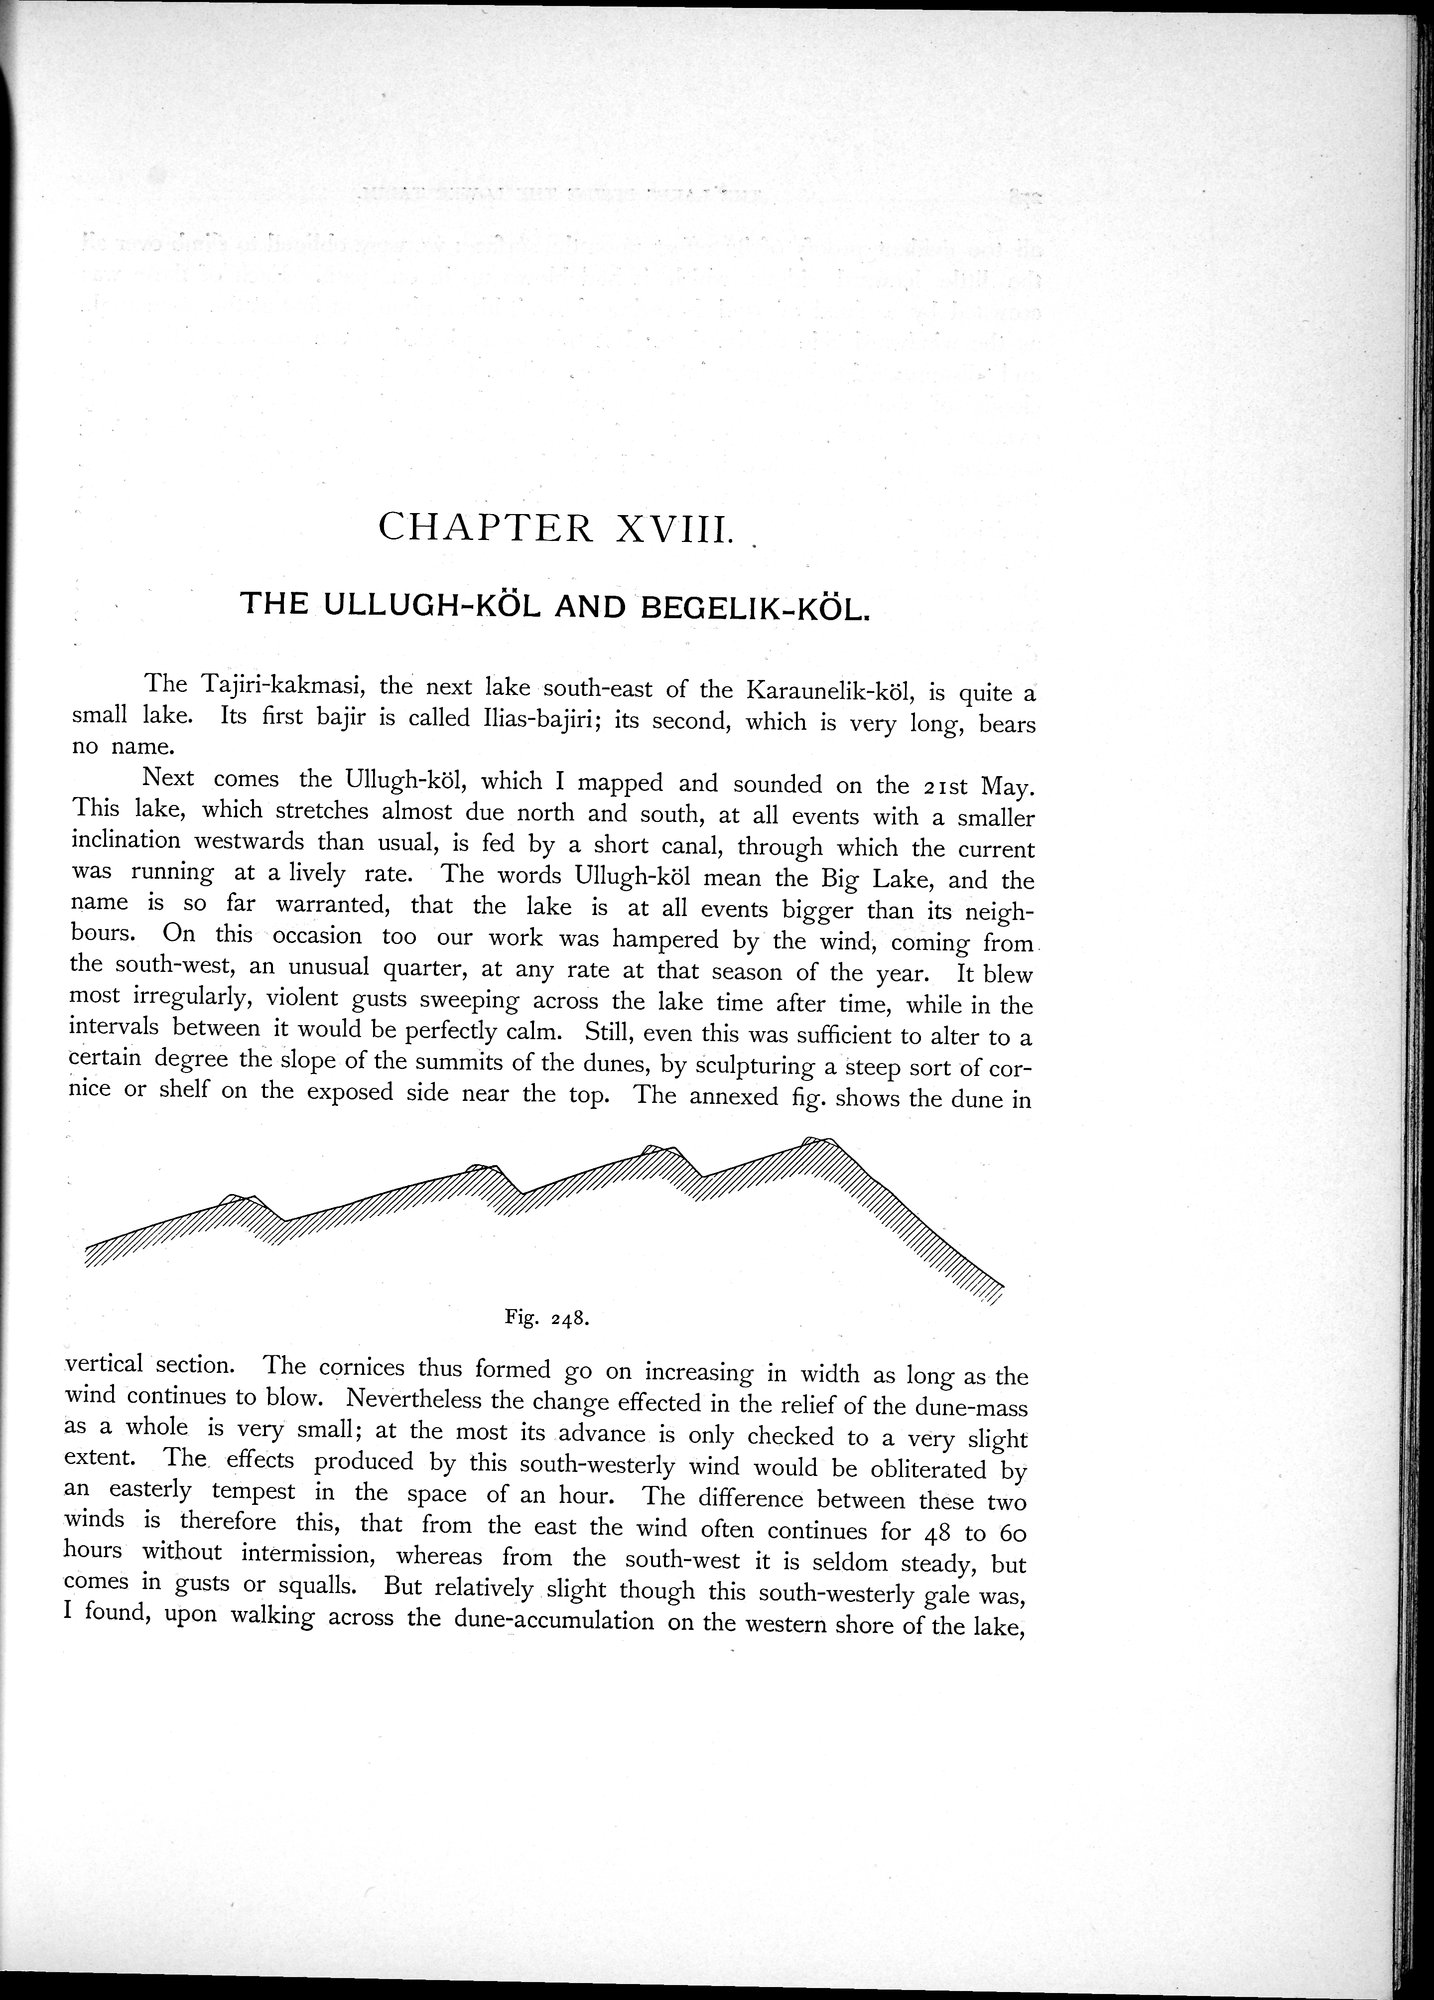 CHAPTER XVIII.
THE ULLUGH-KÖL AND BEGELIK-KÖL.
The Tajiri-kakmasi, the next lake south-east of the Karaunelik-köl, is quite a
small lake. Its first bajir is called Ilias-bajiri; its second, which is very long, bears
no name.
Next comes the Ullugh-köl, which I mapped and sounded on the 21st May.
This lake, which stretches almost due north and south, at all events with a smaller
inclination westwards than usual, is fed by a short canal, through which the current
was running at a lively rate. The words Ullugh-köl mean the Big Lake, and the
name is so far warranted, that the lake is at all events bigger than its neigh-
bours. On this occasion too our work was hampered by the wind, coming from
the south-west, an unusual quarter, at any rate at that season of the year. It blew
most irregularly, violent gusts sweeping across the lake time after time, while in the
intervals between it would be perfectly calm. Still, even this was sufficient to alter to a
certain degree the slope of the summits of the dunes, by sculpturing a steep sort of cor-
nice or shelf on the exposed side near the top. The annexed fig. shows the dune in
Fig. 248.
vertical section. The cornices thus formed go on increasing in width as long as the
wind continues to blow. Nevertheless the change effected in the relief of the dune-mass
as a whole is very small; at the most its advance is only checked to a very slight
extent. The effects produced by this south-westerly wind would be obliterated by
an easterly tempest in the space of an hour. The difference between these two
winds is therefore this, that from the east the wind often continues for 48 to 60
hours without intermission, whereas from the south-west it is seldom steady, but
comes in gusts or squalls. But relatively slight though this south-westerly gale was,
I found, upon walking across the dune-accumulation on the western shore of the lake,